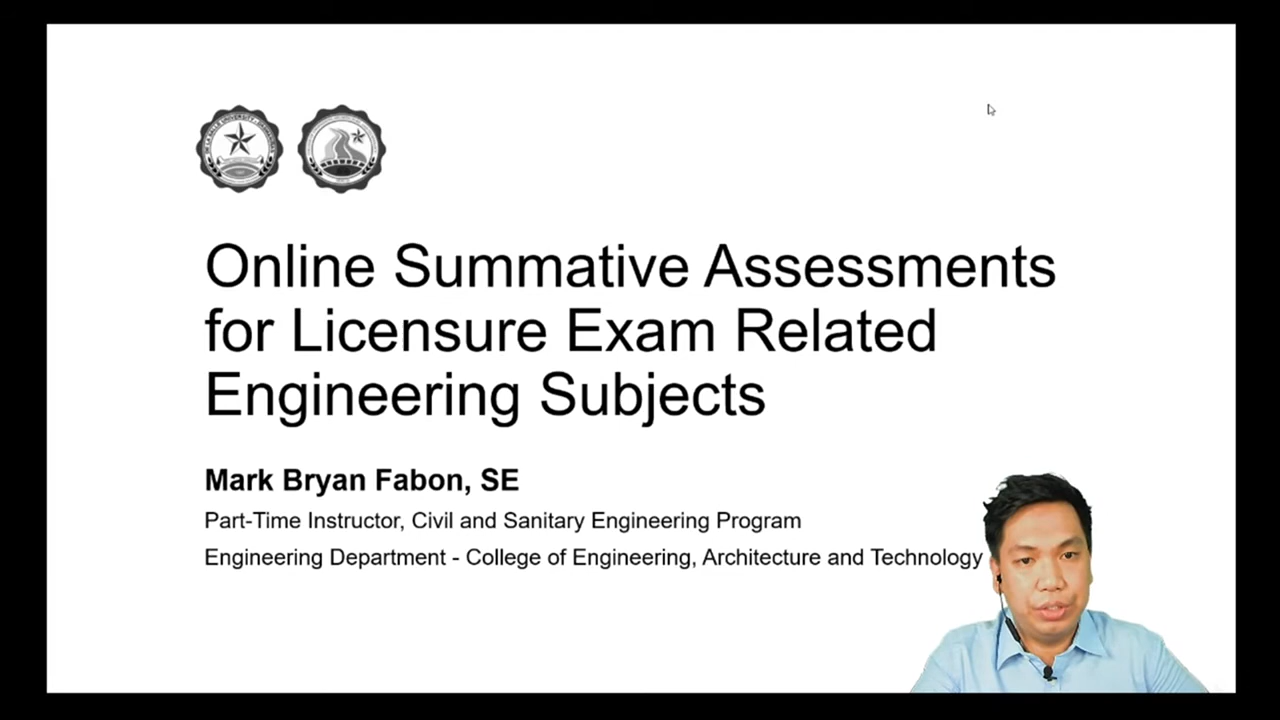 Online Summative Assessments
for Licensure Exam Related
Engineering Subjects
Mark Bryan Fabon, SE
Part-Time Instructor, Civil and Sanitary Engineering Program
Engineering Department - College of Engineering, Architecture and Technology